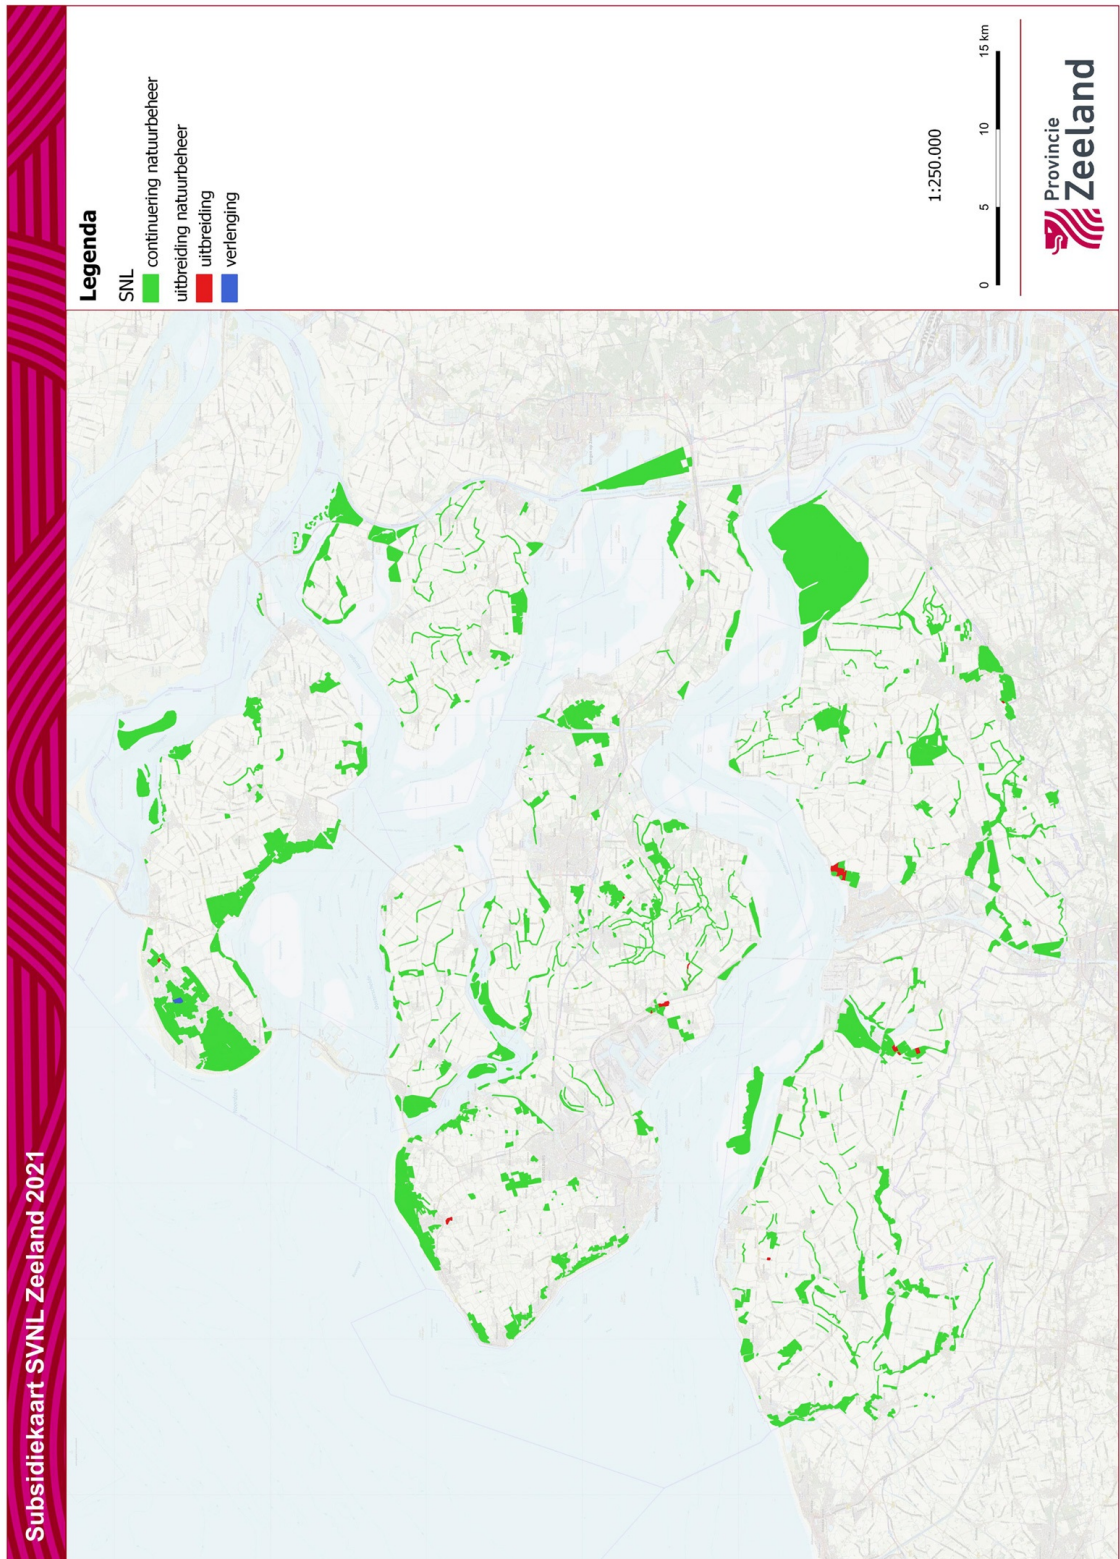 Subsidiekaart SVNL Zeeland 2021
Legenda
SNL
continuering natuurbeheer
uitbreiding natuurbeheer
uitbreiding
verlenging
1:250.000
0 5 10 15 km
Provincie
Zeeland